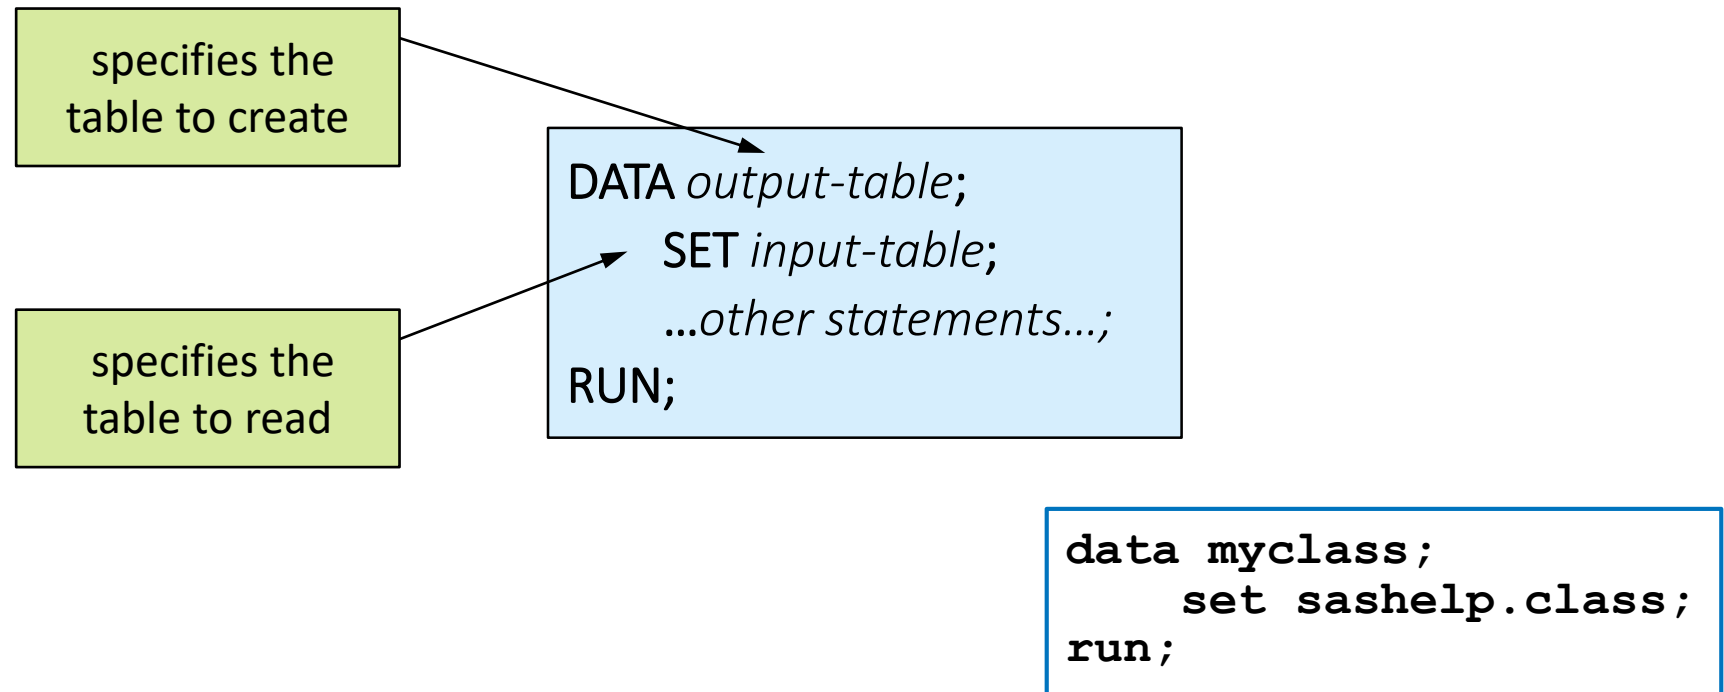 specifies the
table to create
DATA output-table;
SET input-table;
...other statements...;
RUN;
specifies the
table to read
data myclass;
set sashelp.class;
run;